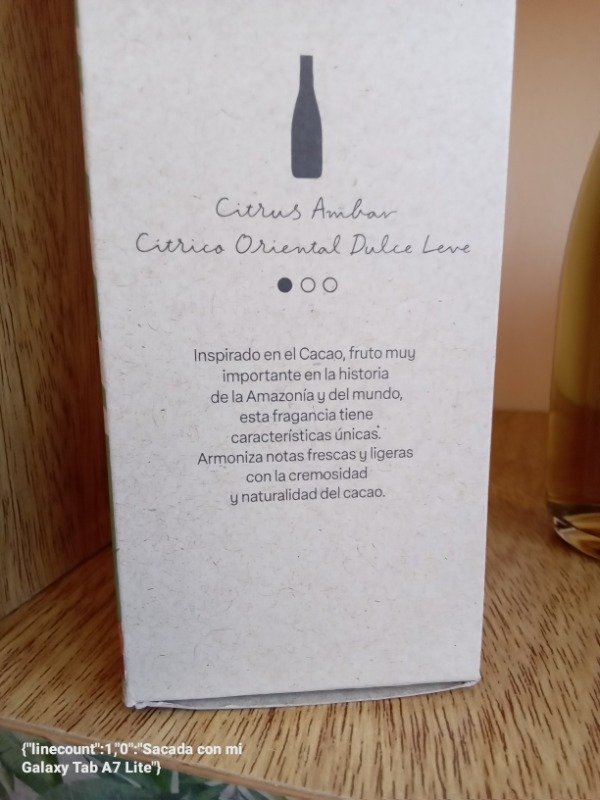 Citrus Ambar
Citrico Oriental Dulce Leve
Inspirado en el Cacao, fruto muy
importante en la historia
de la Amazonía y del mundo,
esta fragancia tiene
características únicas.
Armoniza notas frescas y ligeras
con la cremosidad
y naturalidad del cacao.
{"linecount":1,"0":"Sacada con mi
Galaxy Tab A7 Lite"}